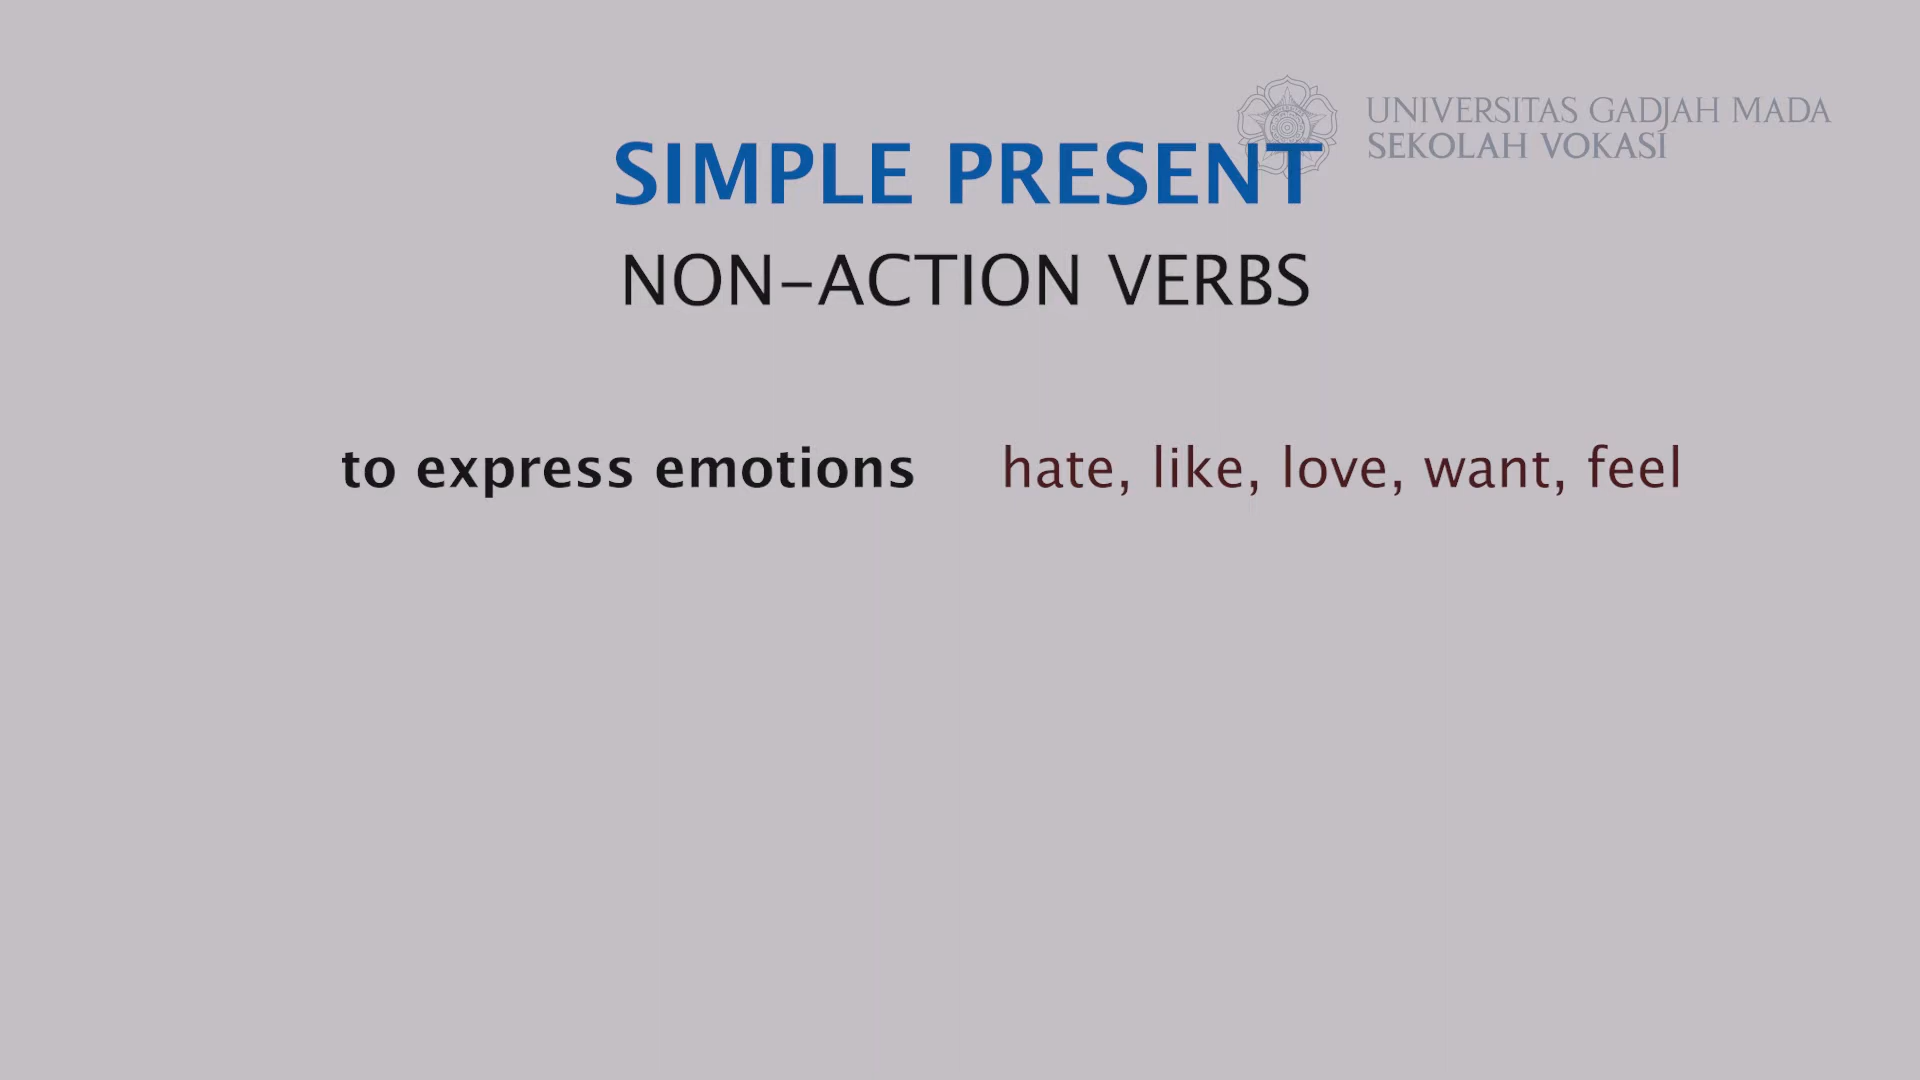 UNIVERSITAS GADJAH MADA
SEKOLAH VOKASI
SIMPLE PRESENT
NON-ACTION VERBS
to express emotions hate, like, love, want, feel